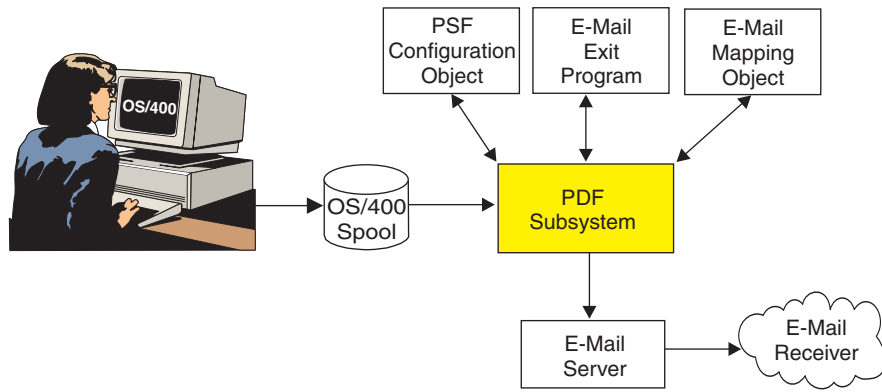 PSF
Configuration
Object
E-Mail
Exit
Program
E-Mail
Mapping
Object
OS/400
OS/400
Spool
PDF
Subsystem
E-Mail
Server
E-Mail
Receiver